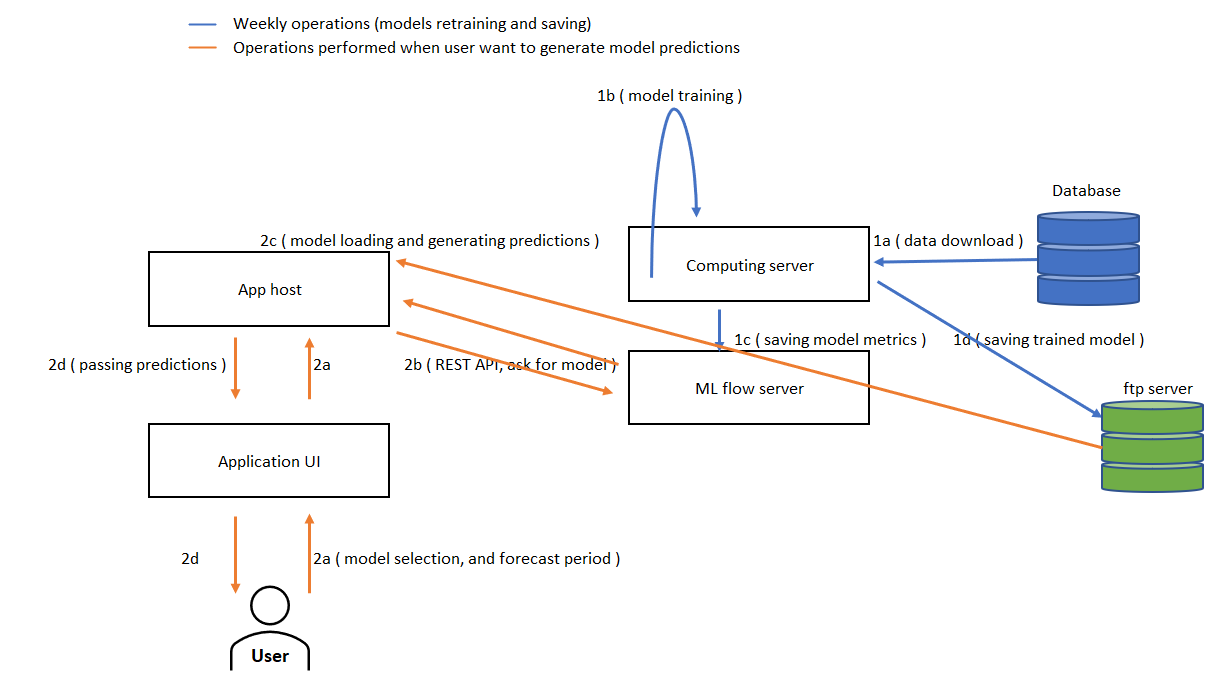 Weekly operations (models retraining and saving)
Operations performed when user want to generate model predictions
1b ( model training )
Database
2c ( model loading and generating predictions )
1a ( data download )
Computing server
App host
1c ( saving model metrics )
1d ( saving trained model )
2d ( passing predictions )
2a
2b ( REST API, ask for model )
ML flow server
ftp server
Application UI
2d
2a ( model selection, and forecast period )
User